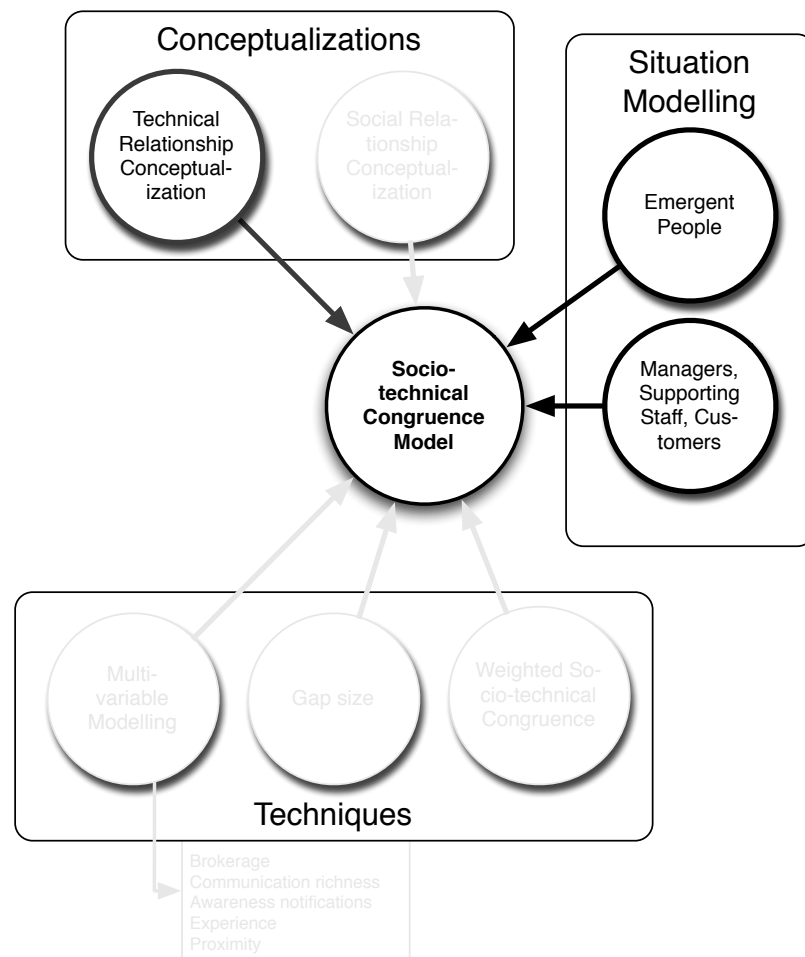 Conceptualizations
Technical
Relationship
Conceptual-
ization
Social Rela-
tionship
Conceptual-
ization
Situation
Modelling
Emergent
People
Managers,
Supporting
Staff, Cus-
tomers
Socio-
technical
Congruence
Model
Multi-
variable
Modelling
Gap size
Weighted So-
cio-technical
Congruence
Techniques
Brokerage
Communication richness
Awareness notifications
Experience
Proximity